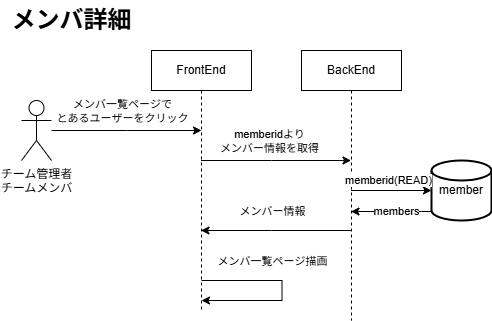 メンバ詳細
FrontEnd
BackEnd
メンバ一覧ページで
とあるユーザーをクリック
memberidより
メンバー情報を取得
チーム管理者
チームメンバ
memberid(READ)
member
members
メンバー情報
メンバ一覧ページ描画